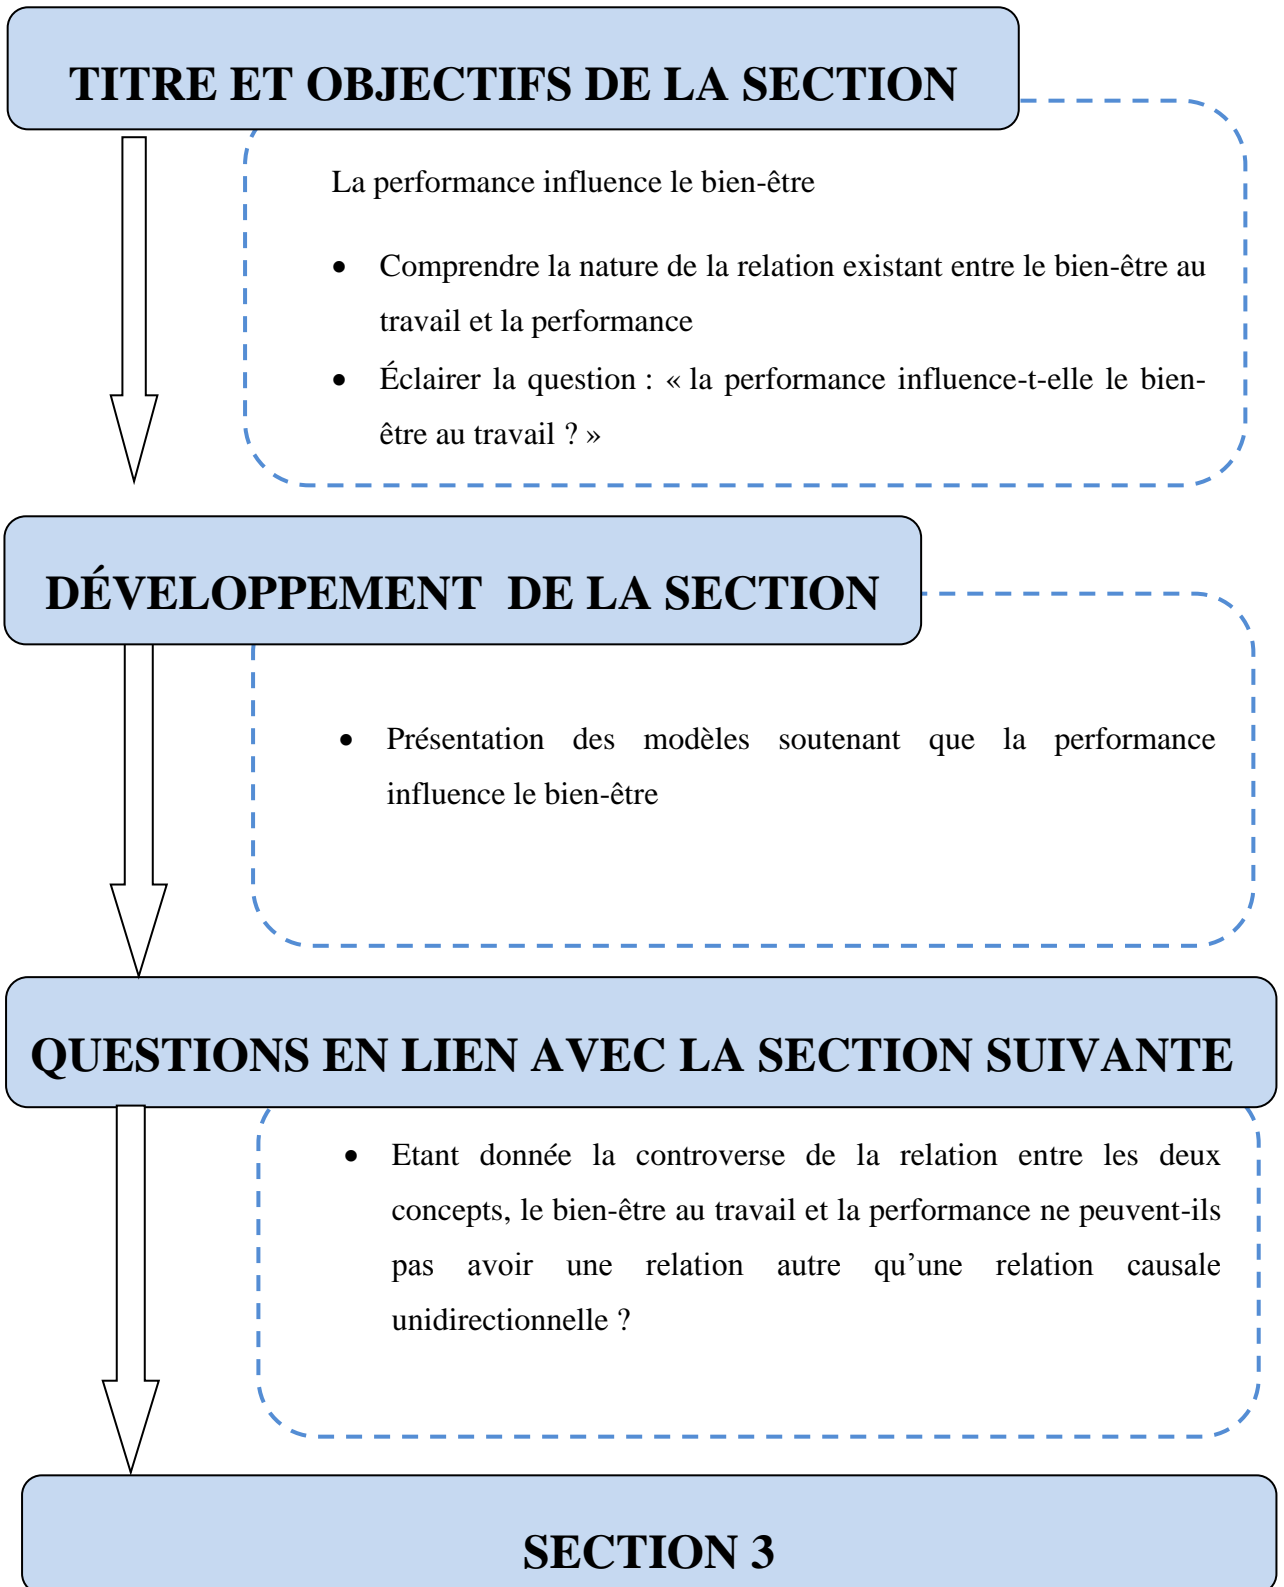 TITRE ET OBJECTIFS DE LA SECTION
La performance influence le bien-être
• Comprendre la nature de la relation existant entre le bien-être au
travail et la performance
• Éclairer la question : « la performance influence-t-elle le bien-
être au travail ? »
DÉVELOPPEMENT DE LA SECTION
• Présentation des modèles soutenant que la performance
influence le bien-être
QUESTIONS EN LIEN AVEC LA SECTION SUIVANTE
• Etant donnée la controverse de la relation entre les deux
concepts, le bien-être au travail et la performance ne peuvent-ils
pas avoir une relation autre qu’une relation causale
unidirectionnelle ?
SECTION 3